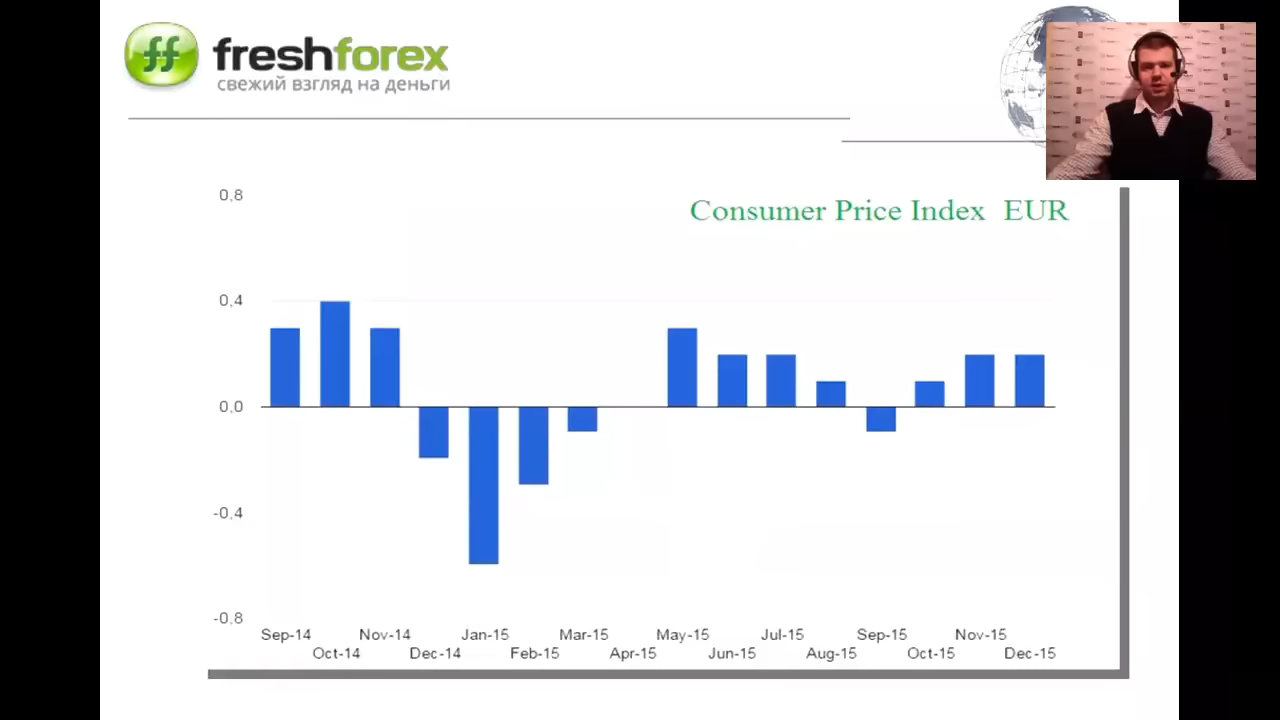 ff freshforex
свежий взгляд на деньги
Consumer Price Index EUR
0,8
0,4
0,0
-0,4
-0,8
Sep-14 Nov-14 Jan-15 Mar-15 May-15 Jul-15 Sep-15 Nov-15
Oct-14 Dec-14 Feb-15 Apr-15 Jun-15 Aug-15 Oct-15 Dec-15